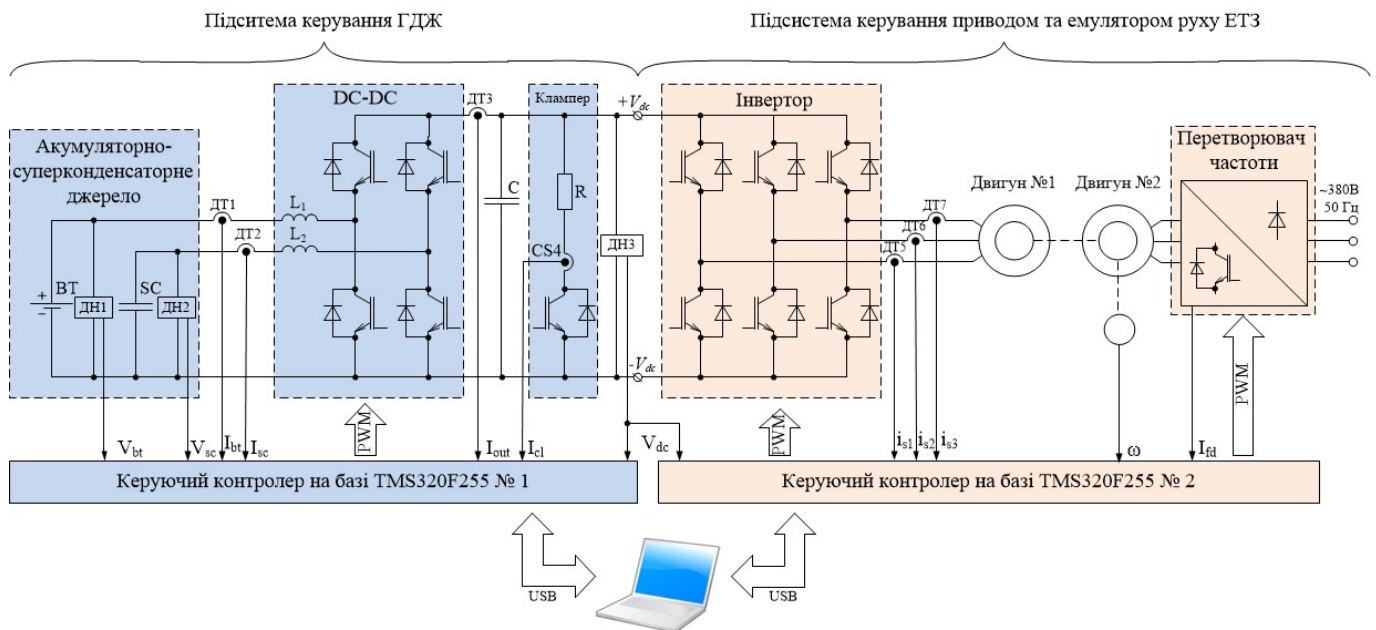 Підситема керування ГДЖ
Підсистема керування приводом та емулятором руху ЕТЗ
DC-DC
ДТ3
Клампер
+Vdc
Інвертор
Перетворювач
частоти
Акумуляторно-
суперконденсаторне
джерело
ДТ1
L1
ДТ2
L2
C
R
CS4
ДН3
ДТ7
ДТ6
ДТ5
Двигун №1
Двигун №2
~380В
50 Гц
+
−
BT
ДН1
SC
ДН2
-Vdc
PWM
PWM
PWM
Vbt
Vsc
Ibt
Isc
Iout
Icl
Vdc
is1
is2
is3
ω
Ifd
Керуючий контролер на базі TMS320F255 № 1
Керуючий контролер на базі TMS320F255 № 2
USB
USB